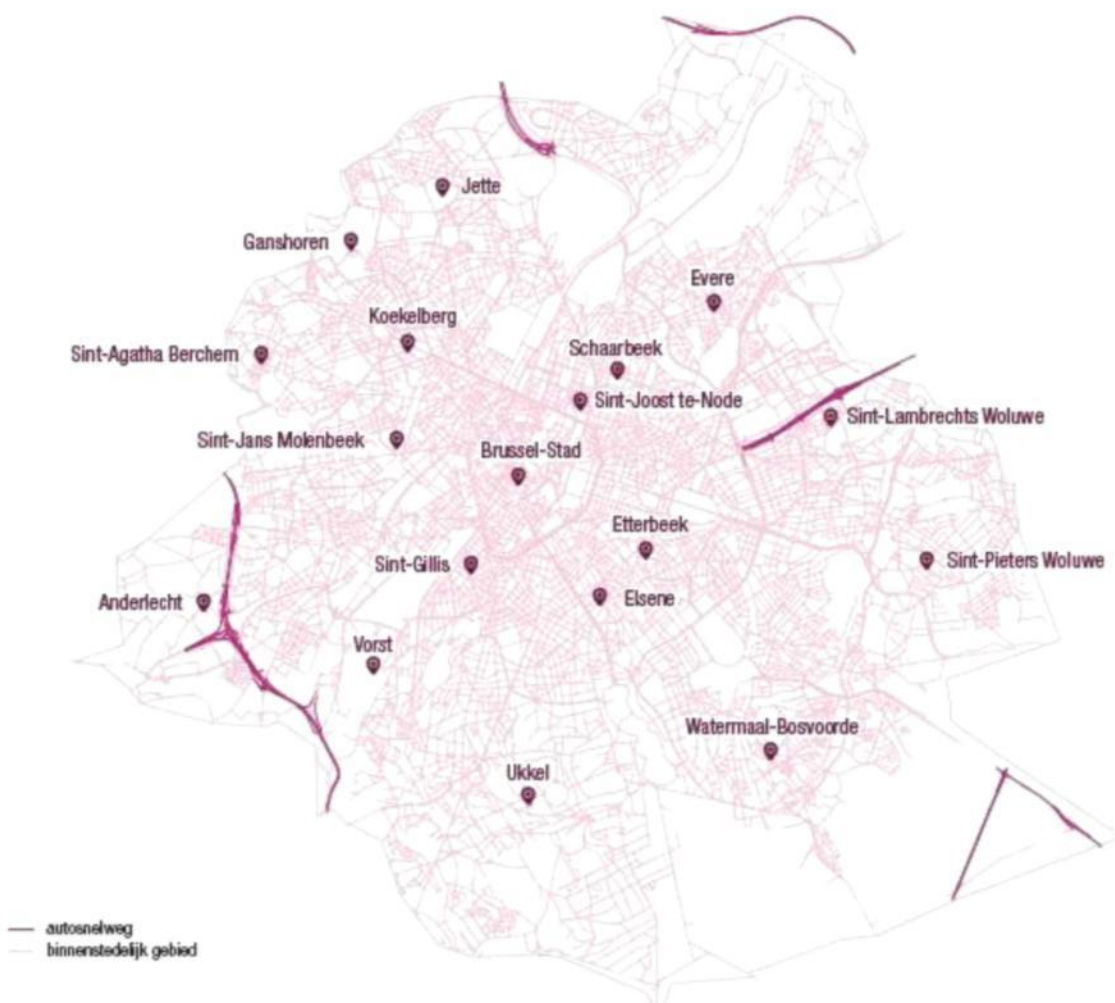 Jette
Ganshoren
Evere
Koekelberg
Schaarbeek
Sint-Agatha Berchem
Sint-Joost te-Node
Sint-Lambrechts Woluwe
Sint-Jans Molenbeek
Brussel-Stad
Etterbeek
Sint-Gillis
Sint-Pieters Woluwe
Anderlecht
Elsene
Vorst
Watermaal-Bosvoorde
Ukkel
autosnelweg
binnenstedelijk gebied